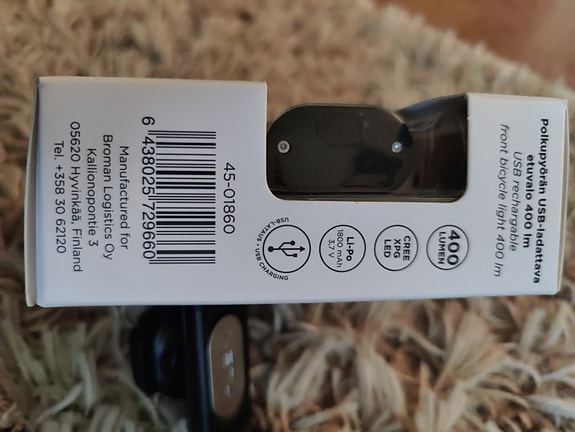 Polkupyörän USB-ladattava
etuvalo 400 lm
USB rechargable
front bicycle light 400 lm
400
LUMEN
CREE
XPG
LED
Li-Po
1800 mAh
3.7 V
USB-LATAUS • USB CHARGING
45-01860
6 438025 729660
Manufactured for
Broman Logistics Oy
Kallionopontie 3
05620 Hyvinkää, Finland
Tel. +358 30 62120